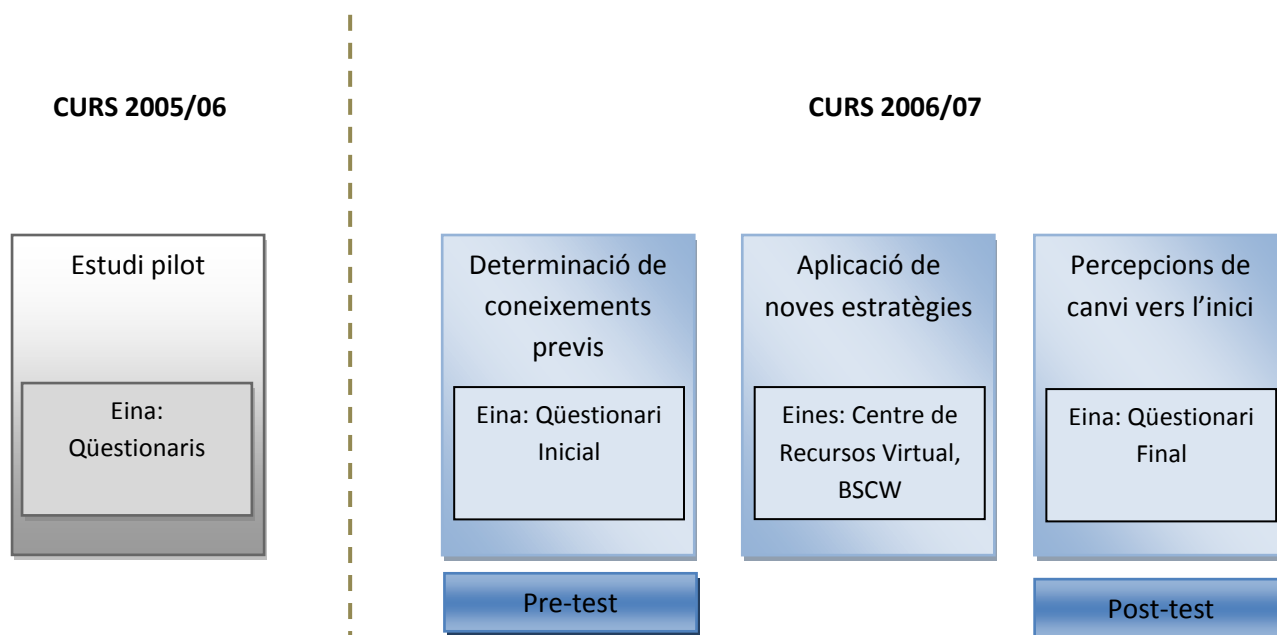 CURS 2005/06
CURS 2006/07
Estudi pilot
Eina:
Qüestionaris
Determinació de
coneixements
previs
Eina: Qüestionari
Inicial
Pre-test
Aplicació de
noves estratègies
Eines: Centre de
Recursos Virtual,
BSCW
Percepcions de
canvi vers l’inici
Eina: Qüestionari
Final
Post-test